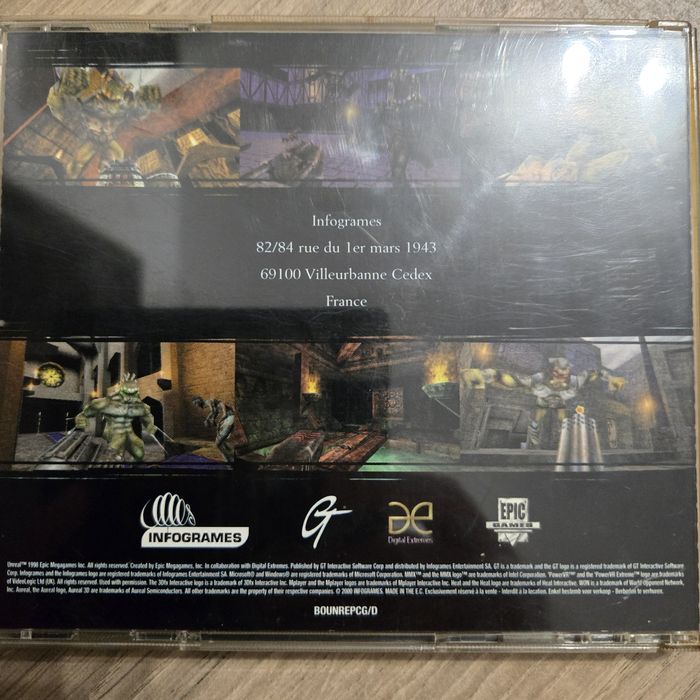 Infogrames
82/84 rue du 1er mars 1943
69100 Villeurbanne Cedex
France
INFOGRAMES
GT
de
Digital Extremes
EPIC
GAMES
Unreal™ 1998 Epic Megagames Inc. All rights reserved. Created by Epic Megagames, Inc. in collaboration with Digital Extremes. Published by GT Interactive Software Corp and distributed by Infogrames Entertainment SA. GT is a trademark and the GT logo is a registered trademark of GT Interactive Software
Corp. Infogrames and the Infogrames logo are registered trademarks of Infogrames Entertainment SA. Microsoft® and Windows® are registered trademarks of Microsoft Corporation. MMX™ and the MMX logo™ are trademarks of Intel Corporation. "PowerVR™ and the "PowerVR Extreme™ logo are trademarks
of VideoLogic Ltd (UK). All rights reserved. Used with permission. The 3Dfx Interactive logo is a trademark of 3Dfx Interactive Inc. Mplayer and the Mplayer logos are trademarks of Mplayer Interactive Inc. Heat and the Heat logo are trademarks of Heat Interactive. WON is a trademark of World Opponent Network,
Inc. Aureal, the Aureal logo, Aureal 3D are trademarks of Aureal Semiconductors. All other trademarks are the property of their respective companies. © 2000 INFOGRAMES. MADE IN THE E.C. Exclusivement réservé à la vente - Interdit à la location. Enkel bestemd voor verkoop - Verboden te verhuren.
BOUNREPCG/D